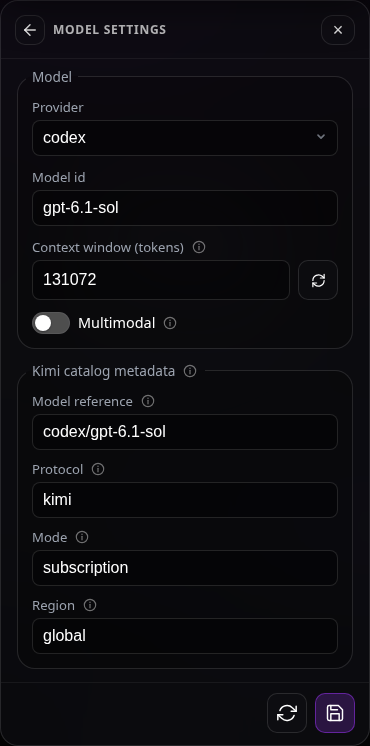 MODEL SETTINGS
Model
Provider
codex
Model id
gpt-6.1-sol
Context window (tokens)
131072
Multimodal
Kimi catalog metadata
Model reference
codex/gpt-6.1-sol
Protocol
kimi
Mode
subscription
Region
global